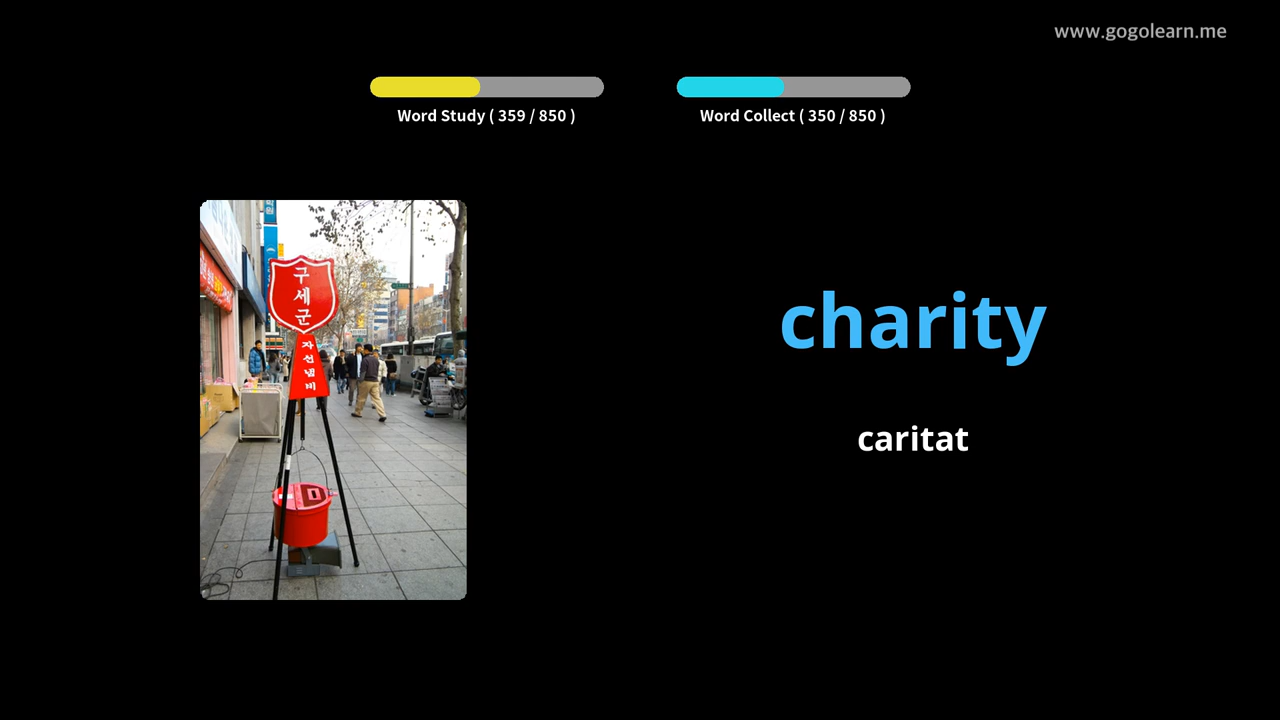 www.gogolearn.me
Word Study ( 359 / 850 )
Word Collect ( 350 / 850 )
구
세
군
자
선
냄
비
charity
caritat